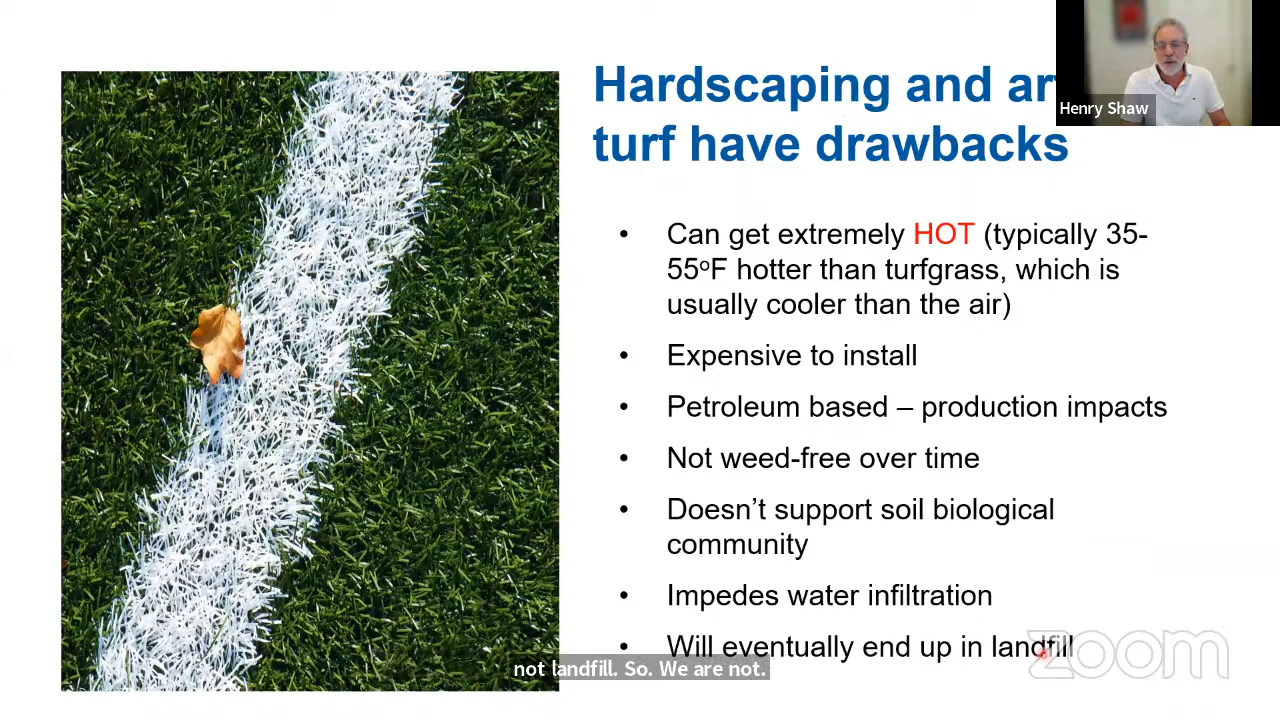 Hardscaping and ar
turf have drawbacks
Henry Shaw
• Can get extremely HOT (typically 35-
55ºF hotter than turfgrass, which is
usually cooler than the air)
• Expensive to install
• Petroleum based – production impacts
• Not weed-free over time
• Doesn’t support soil biological
community
• Impedes water infiltration
• Will eventually end up in landfill
not landfill. So. We are not.
zoom